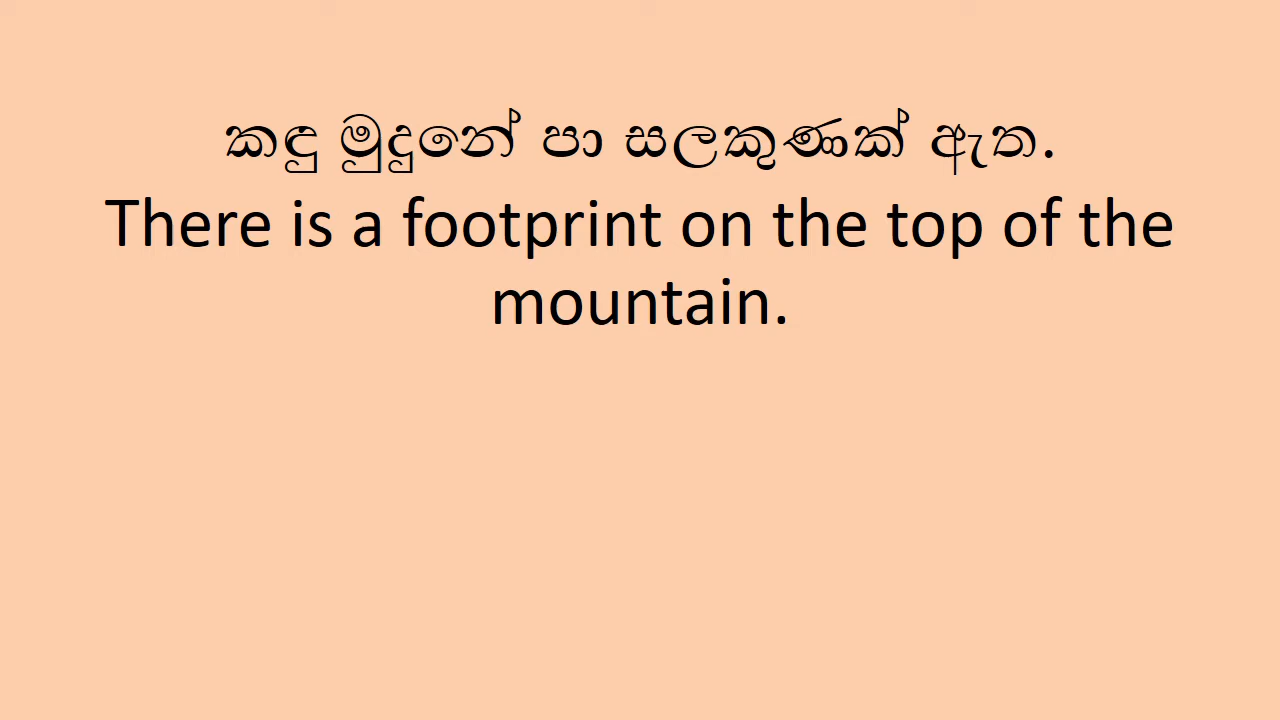 කඳු මුදුනේ පා සලකුණක් ඇත.
There is a footprint on the top of the
mountain.